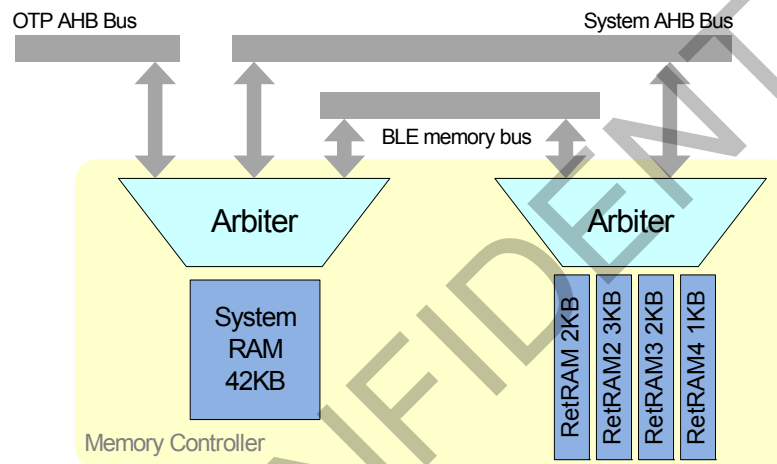 OTP AHB Bus
System AHB Bus
BLE memory bus
Arbiter
Arbiter
System
RAM
42KB
RetRAM 2KB
RetRAM2 3KB
RetRAM3 2KB
RetRAM4 1KB
Memory Controller
NFIDENT